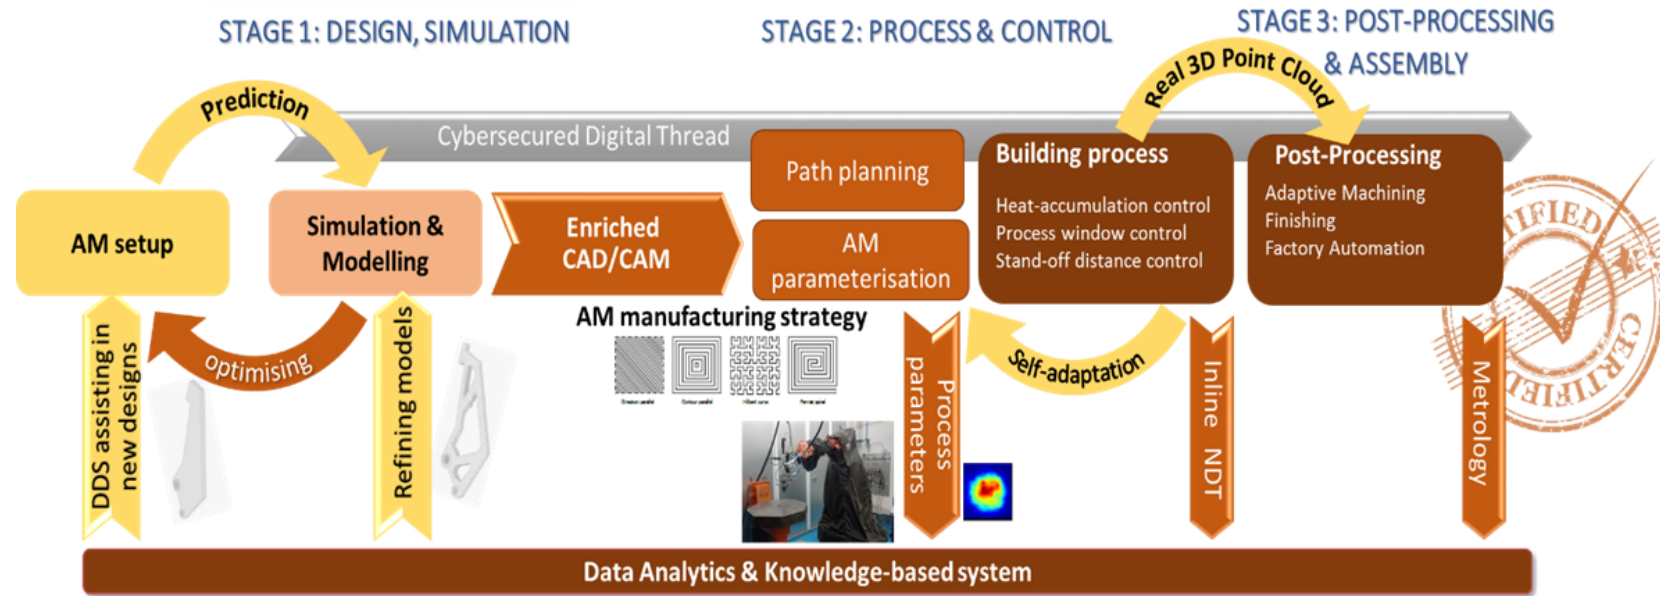 STAGE 1: DESIGN, SIMULATION
STAGE 2: PROCESS & CONTROL
STAGE 3: POST-PROCESSING
& ASSEMBLY
Prediction
Real 3D Point Cloud
Cybersecured Digital Thread
AM setup
Simulation &
Modelling
Enriched
CAD/CAM
Path planning
AM
parameterisation
Building process
Heat-accumulation control
Process window control
Stand-off distance control
Post-Processing
Adaptive Machining
Finishing
Factory Automation
optimising
AM manufacturing strategy
Self-adaptation
DDS assisting in
new designs
Refining models
Process
parameters
Inline NDT
Metrology
CERTIFIED
Data Analytics & Knowledge-based system